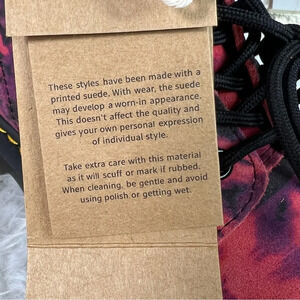 These styles have been made with a
printed suede. With wear, the suede
may develop a worn-in appearance.
This doesn't affect the quality and
gives your own personal expression
of individual style.
Take extra care with this material
as it will scuff or mark if rubbed.
When cleaning, be gentle and avoid
using polish or getting wet.